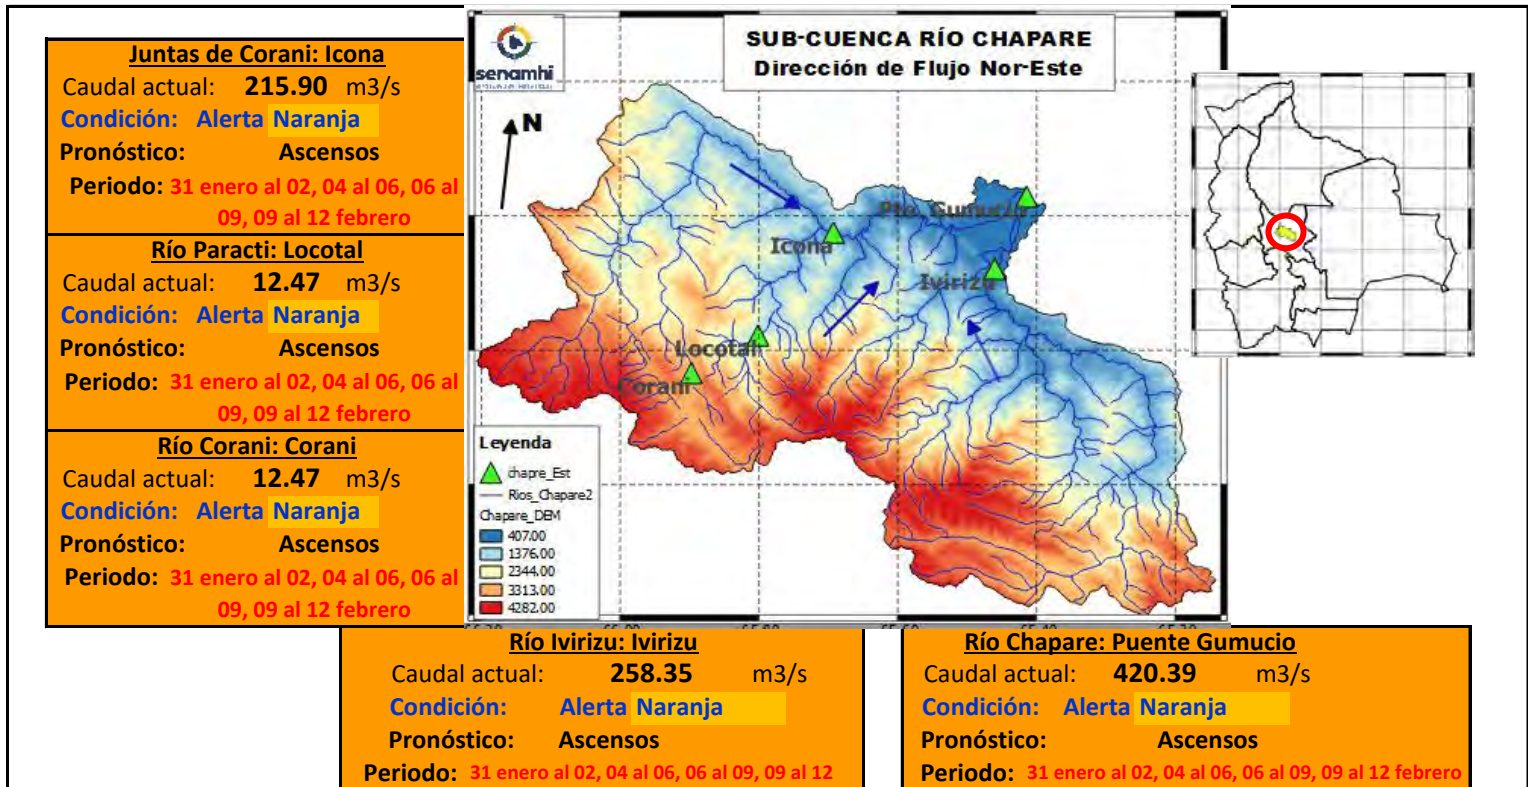 Juntas de Corani: Icona
Caudal actual: 215.90 m3/s
Condición: Alerta Naranja
Pronóstico: Ascensos
Periodo: 31 enero al 02, 04 al 06, 06 al
09, 09 al 12 febrero
Río Paracti: Locotal
Caudal actual: 12.47 m3/s
Condición: Alerta Naranja
Pronóstico: Ascensos
Periodo: 31 enero al 02, 04 al 06, 06 al
09, 09 al 12 febrero
Río Corani: Corani
Caudal actual: 12.47 m3/s
Condición: Alerta Naranja
Pronóstico: Ascensos
Periodo: 31 enero al 02, 04 al 06, 06 al
09, 09 al 12 febrero
senamhi
SUB-CUENCA RÍO CHAPARE
Dirección de Flujo Nor-Este
N
Pto. Gumucio
Icona
Ivirizu
Locotal
Corani
Leyenda
chapre_Est
Rios_Chapare2
Chapare_DEM
407.00
1376.00
2344.00
3313.00
4282.00
Río Ivirizu: Ivirizu
Caudal actual: 258.35 m3/s
Condición: Alerta Naranja
Pronóstico: Ascensos
Periodo: 31 enero al 02, 04 al 06, 06 al 09, 09 al 12
Río Chapare: Puente Gumucio
Caudal actual: 420.39 m3/s
Condición: Alerta Naranja
Pronóstico: Ascensos
Periodo: 31 enero al 02, 04 al 06, 06 al 09, 09 al 12 febrero